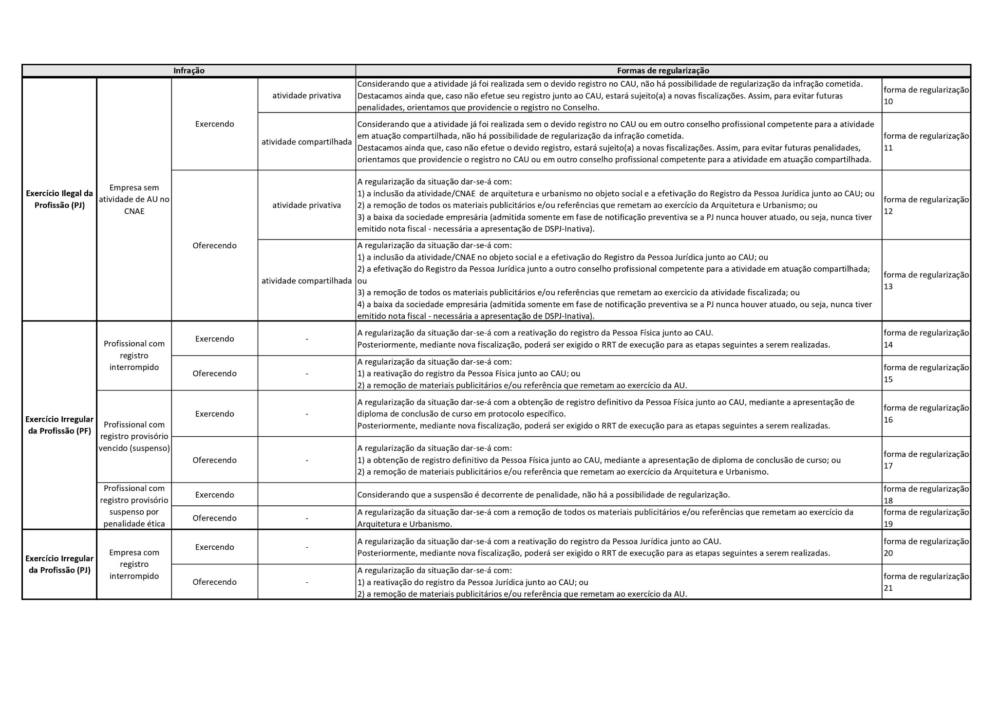 Infração
Formas de regularização
Exercício Ilegal da
Profissão (PJ)
Empresa sem
atividade de AU no
CNAE
Exercendo
atividade privativa
Considerando que a atividade já foi realizada sem o devido registro no CAU, não há possibilidade de regularização da infração cometida.
Destacamos ainda que, caso não efetue seu registro junto ao CAU, estará sujeito(a) a novas fiscalizações. Assim, para evitar futuras
penalidades, orientamos que providencie o registro no Conselho.
forma de regularização
10
atividade compartilhada
Considerando que a atividade já foi realizada sem o devido registro no CAU ou em outro conselho profissional competente para a atividade
em atuação compartilhada, não há possibilidade de regularização da infração cometida.
Destacamos ainda que, caso não efetue o devido registro, estará sujeito(a) a novas fiscalizações. Assim, para evitar futuras penalidades,
orientamos que providencie o registro no CAU ou em outro conselho profissional competente para a atividade em atuação compartilhada.
forma de regularização
11
Oferecendo
atividade privativa
A regularização da situação dar-se-á com:
1) a inclusão da atividade/CNAE  de arquitetura e urbanismo no objeto social e a efetivação do Registro da Pessoa Jurídica junto ao CAU; ou
2) a remoção de todos os materiais publicitários e/ou referências que remetam ao exercício da Arquitetura e Urbanismo; ou
3) a baixa da sociedade empresária (admitida somente em fase de notificação preventiva se a PJ nunca houver atuado, ou seja, nunca tiver
emitido nota fiscal - necessária a apresentação de DSPJ-Inativa).
forma de regularização
12
atividade compartilhada
A regularização da situação dar-se-á com:
1) a inclusão da atividade/CNAE no objeto social e a efetivação do Registro da Pessoa Jurídica junto ao CAU; ou
2) a efetivação do Registro da Pessoa Jurídica junto a outro conselho profissional competente para a atividade em atuação compartilhada;
ou
3) a remoção de todos os materiais publicitários e/ou referências que remetam ao exercicio da atividade fiscalizada; ou
4) a baixa da sociedade empresária (admitida somente em fase de notificação preventiva se a PJ nunca houver atuado, ou seja, nunca tiver
emitido nota fiscal - necessária a apresentação de DSPJ-Inativa).
forma de regularização
13
Exercício Irregular
da Profissão (PF)
Profissional com
registro
interrompido
Exercendo
-
A regularização da situação dar-se-á com a reativação do registro da Pessoa Física junto ao CAU.
Posteriormente, mediante nova fiscalização, poderá ser exigido o RRT de execução para as etapas seguintes a serem realizadas.
forma de regularização
14
Oferecendo
-
A regularização da situação dar-se-á com:
1) a reativação do registro da Pessoa Física junto ao CAU; ou
2) a remoção de materiais publicitários e/ou referência que remetam ao exercício da AU.
forma de regularização
15
Profissional com
registro provisório
vencido (suspenso)
Exercendo
-
A regularização da situação dar-se-á com a obtenção de registro definitivo da Pessoa Física junto ao CAU, mediante a apresentação de
diploma de conclusão de curso em protocolo específico.
Posteriormente, mediante nova fiscalização, poderá ser exigido o RRT de execução para as etapas seguintes a serem realizadas.
forma de regularização
16
Oferecendo
-
A regularização da situação dar-se-á com:
1) a obtenção de registro definitivo da Pessoa Física junto ao CAU, mediante a apresentação de diploma de conclusão de curso; ou
2) a remoção de materiais publicitários e/ou referência que remetam ao exercício da Arquitetura e Urbanismo.
forma de regularização
17
Profissional com
registro provisório
suspenso por
penalidade ética
Exercendo
Considerando que a suspensão é decorrente de penalidade, não há a possibilidade de regularização.
forma de regularização
18
Oferecendo
-
A regularização da situação dar-se-á com a remoção de todos os materiais publicitários e/ou referências que remetam ao exercício da
Arquitetura e Urbanismo.
forma de regularização
19
Exercício Irregular
da Profissão (PJ)
Empresa com
registro
interrompido
Exercendo
-
A regularização da situação dar-se-á com a reativação do registro da Pessoa Jurídica junto ao CAU.
Posteriormente, mediante nova fiscalização, poderá ser exigido o RRT de execução para as etapas seguintes a serem realizadas.
forma de regularização
20
Oferecendo
-
A regularização da situação dar-se-á com:
1) a reativação do registro da Pessoa Jurídica junto ao CAU; ou
2) a remoção de materiais publicitários e/ou referência que remetam ao exercício da AU.
forma de regularização
21